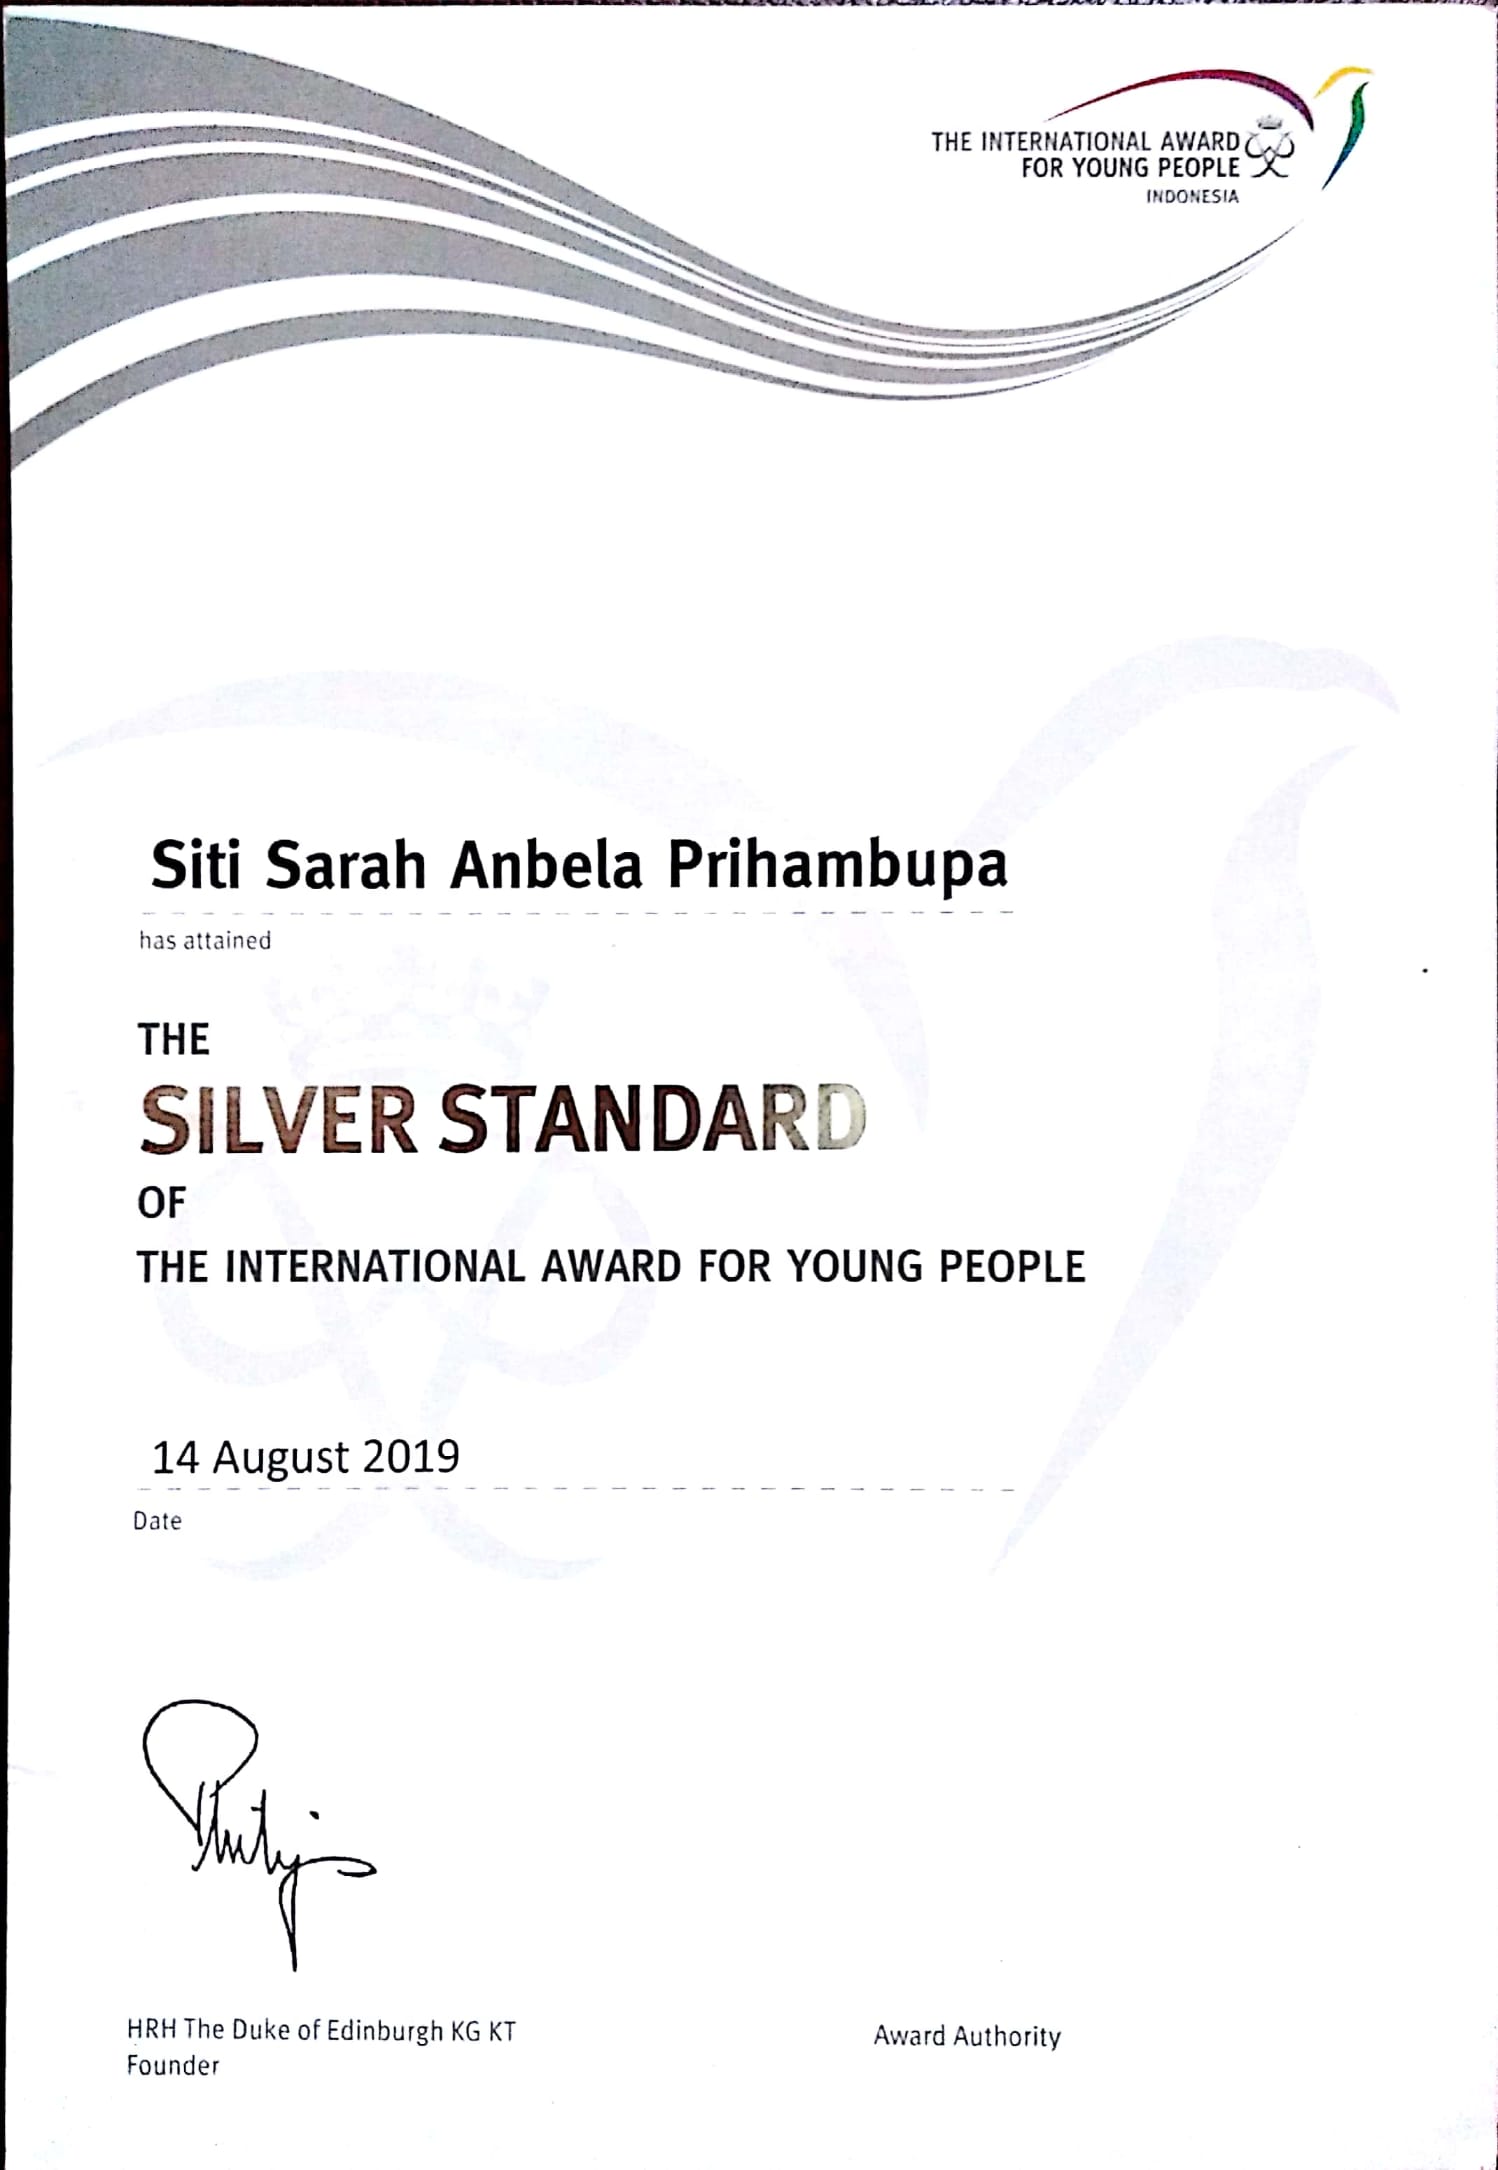 THE INTERNATIONAL AWARD
FOR YOUNG PEOPLE
INDONESIA
Siti Sarah Anbela Prihambupa
has attained
THE
SILVER STANDARD
OF
THE INTERNATIONAL AWARD FOR YOUNG PEOPLE
14 August 2019
Date
Philip
HRH The Duke of Edinburgh KG KT
Founder
Award Authority